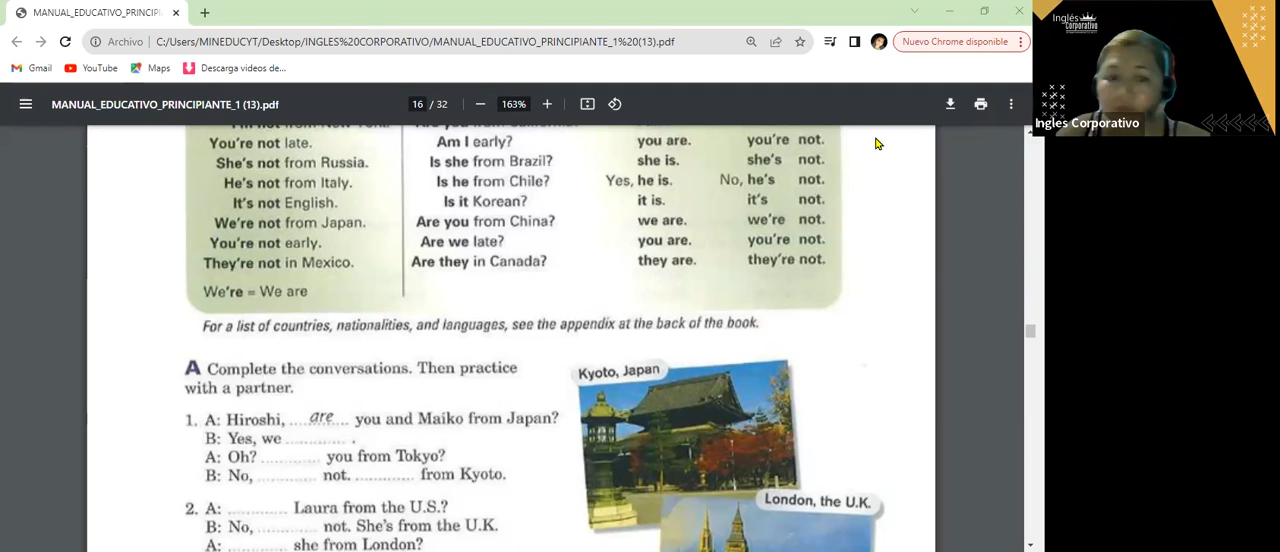 MANUAL_EDUCATIVO_PRINCIPI
Archivo C:/Users/MINEDUCYT/Desktop/INGLES%20CORPORATIVO/MANUAL_EDUCATIVO_PRINCIPIANTE_1%20(13).pdf Nuevo Chrome disponible
Gmail YouTube Maps Descarga videos de...
MANUAL_EDUCATIVO_PRINCIPIANTE_1 (13).pdf 16 / 32 163%
Inglés Corporativo
Ingles Corporativo
You're not late. Am I early? you are. you're not.
She's not from Russia. Is she from Brazil? she is. she's not.
He's not from Italy. Is he from Chile? Yes, he is. No, he's not.
It's not English. Is it Korean? it is. it's not.
We're not from Japan. Are you from China? we are. we're not.
You're not early. Are we late? you are. you're not.
They're not in Mexico. Are they in Canada? they are. they're not.
We're = We are
For a list of countries, nationalities, and languages, see the appendix at the back of the book.
A Complete the conversations. Then practice
with a partner.
Kyoto, Japan
1. A: Hiroshi, ....are.... you and Maiko from Japan?
B: Yes, we ............ .
A: Oh? ............ you from Tokyo?
B: No, ............ not. ............ from Kyoto.
London, the U.K.
2. A: ............ Laura from the U.S.?
B: No, ............ not. She's from the U.K.
A: ............ she from London?